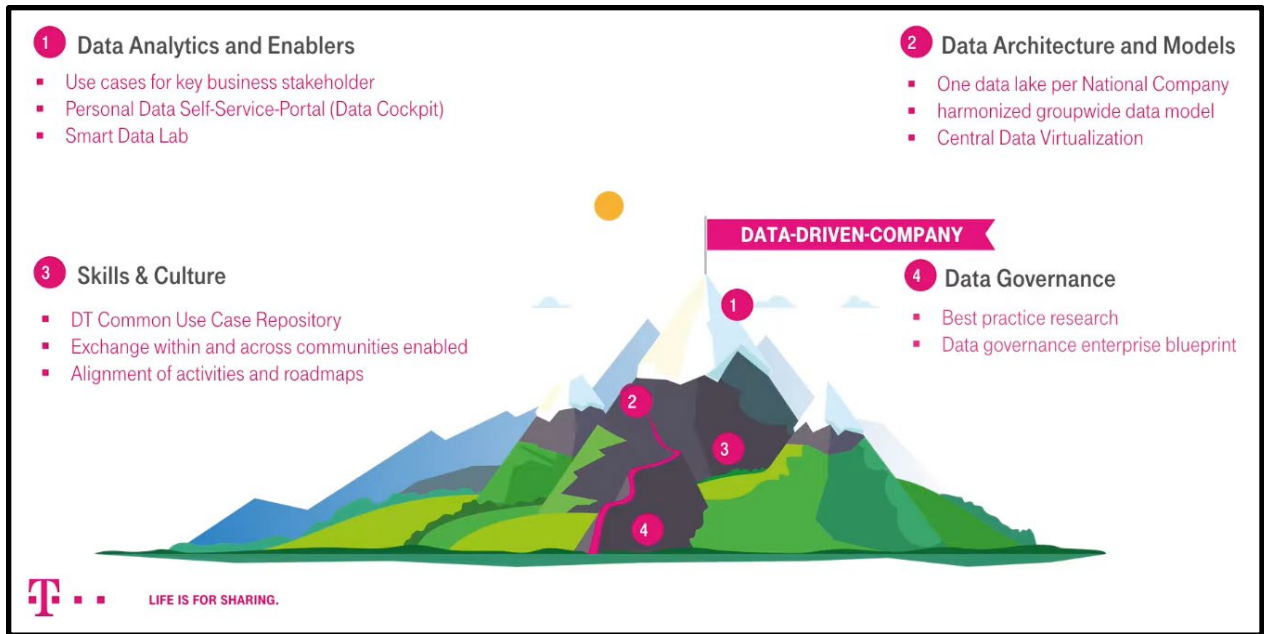 1 Data Analytics and Enablers
▪ Use cases for key business stakeholder
▪ Personal Data Self-Service-Portal (Data Cockpit)
▪ Smart Data Lab
2 Data Architecture and Models
▪ One data lake per National Company
▪ harmonized groupwide data model
▪ Central Data Virtualization
DATA-DRIVEN-COMPANY
3 Skills & Culture
▪ DT Common Use Case Repository
▪ Exchange within and across communities enabled
▪ Alignment of activities and roadmaps
4 Data Governance
▪ Best practice research
▪ Data governance enterprise blueprint
1
2
3
4
T
LIFE IS FOR SHARING.